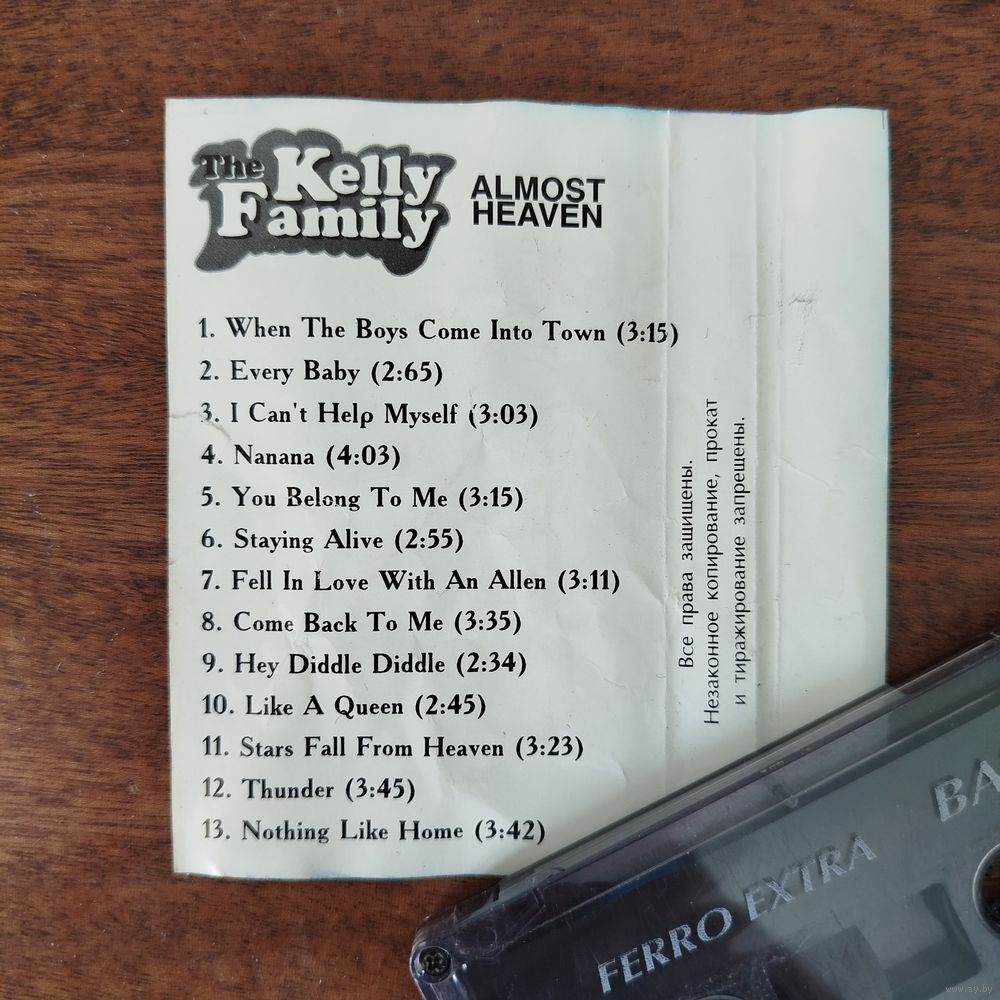 The Kelly
Family
ALMOST
HEAVEN
1. When The Boys Come Into Town (3:15)
2. Every Baby (2:65)
3. I Can't Help Myself (3:03)
4. Nanana (4:03)
5. You Belong To Me (3:15)
6. Staying Alive (2:55)
7. Fell In Love With An Allen (3:11)
8. Come Back To Me (3:35)
9. Hey Diddle Diddle (2:34)
10. Like A Queen (2:45)
11. Stars Fall From Heaven (3:23)
12. Thunder (3:45)
13. Nothing Like Home (3:42)
Все права защищены.
Незаконное копирование, прокат
и тиражирование запрещены.
FERRO EXTRA
BA
www.ay.by